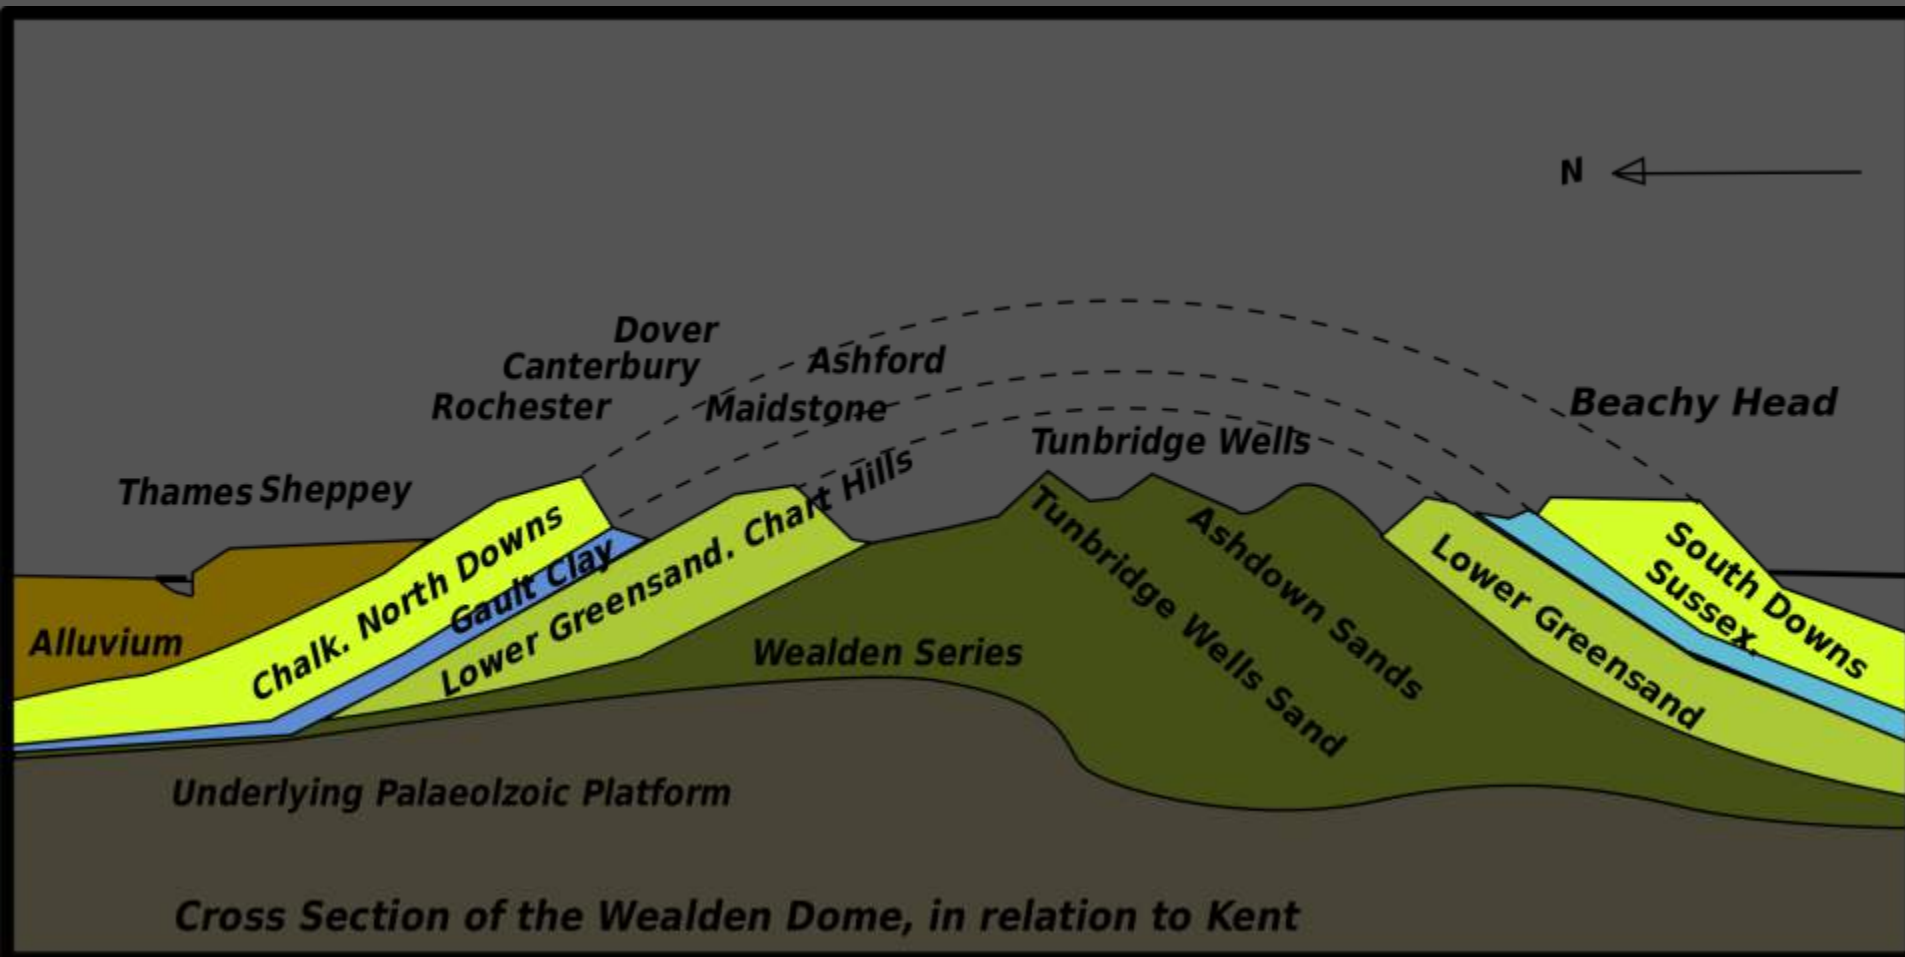 N
Dover
Canterbury
Ashford
Rochester
Maidstone
Beachy Head
Tunbridge Wells
Thames
Sheppey
Chalk. North Downs
Gault Clay
Lower Greensand. Chart Hills
Alluvium
Wealden Series
Tunbridge Wells Sand
Ashdown Sands
Lower Greensand
South Downs
Sussex.
Underlying Palaeolzoic Platform
Cross Section of the Wealden Dome, in relation to Kent